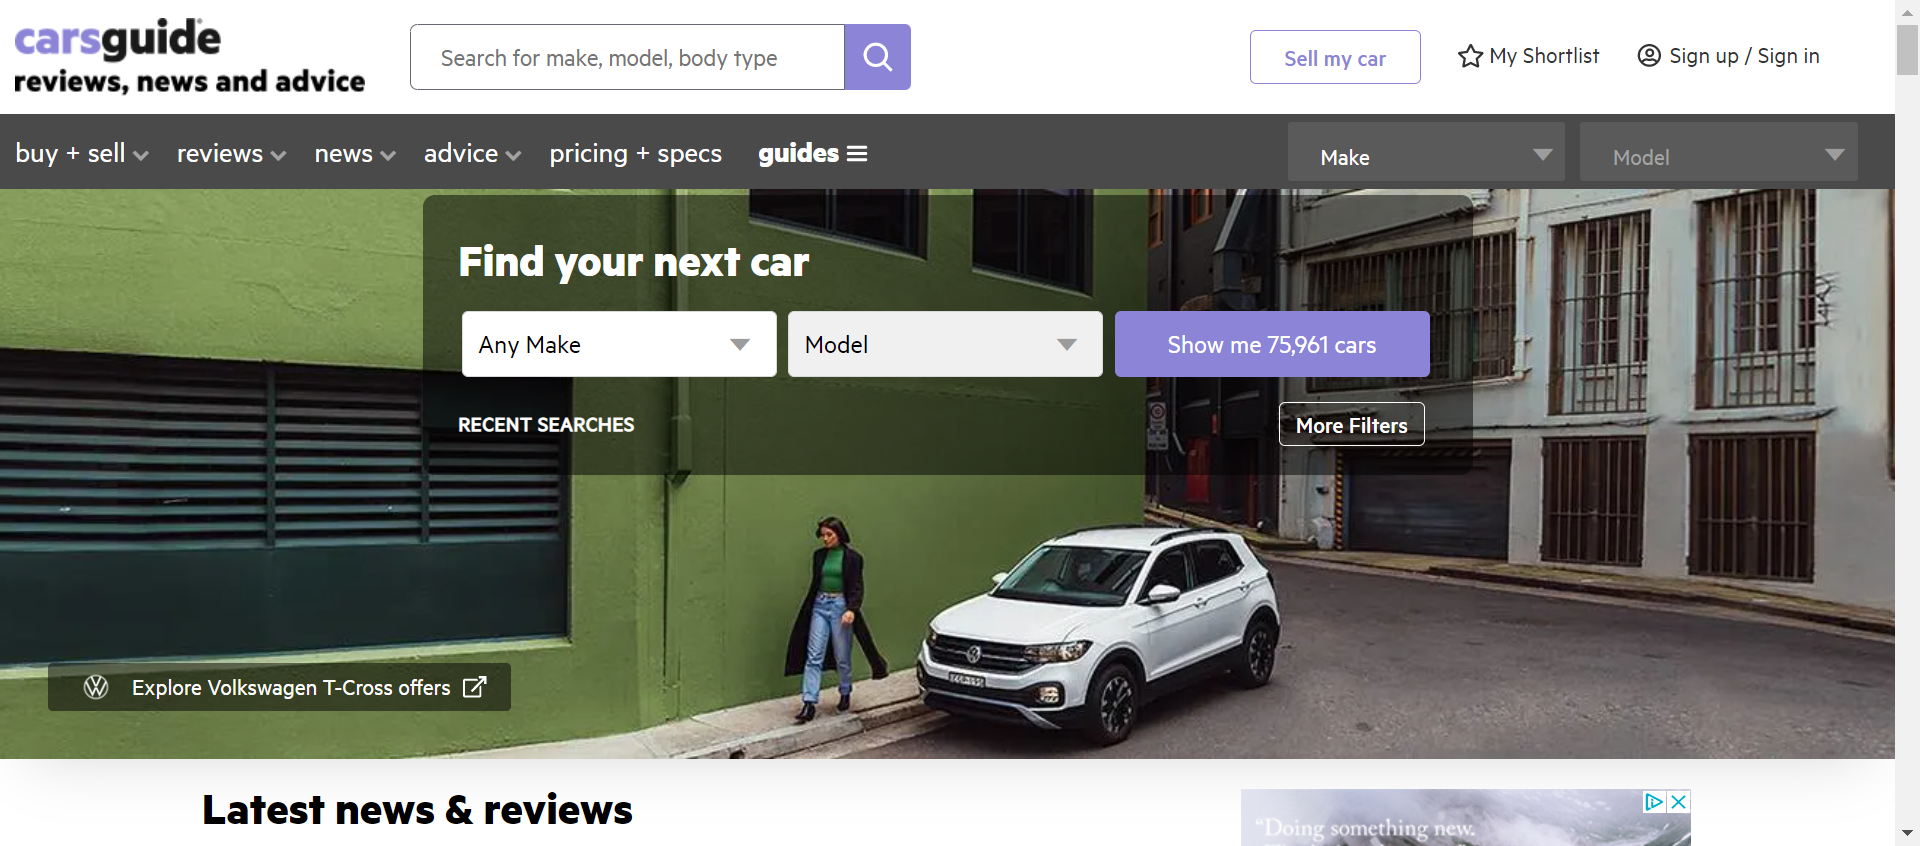 carsguide
reviews, news and advice
Search for make, model, body type
Sell my car
My Shortlist
Sign up / Sign in
buy + sell
reviews
news
advice
pricing + specs
guides
Make
Model
Find your next car
Any Make
Model
Show me 75,961 cars
RECENT SEARCHES
More Filters
Explore Volkswagen T-Cross offers
Latest news & reviews
“Doing something new.